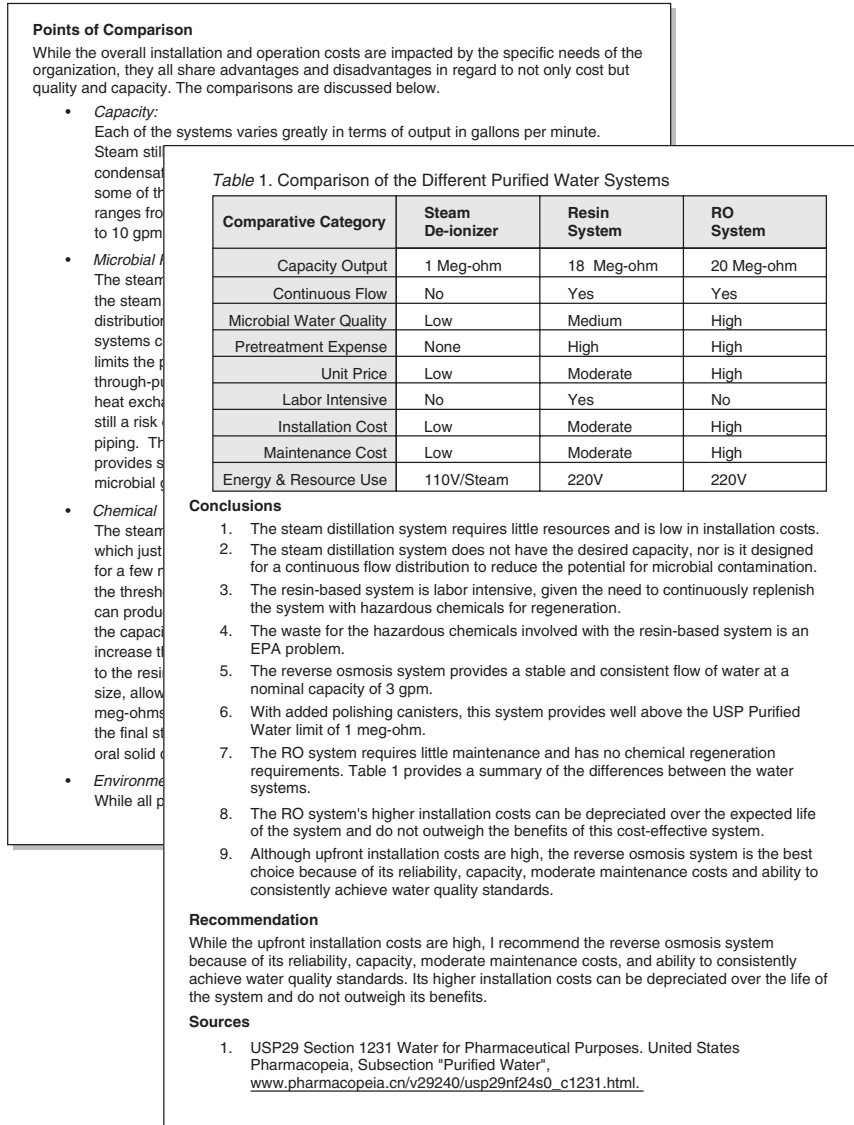 Points of Comparison
While the overall installation and operation costs are impacted by the specific needs of the
organization, they all share advantages and disadvantages in regard to not only cost but
quality and capacity. The comparisons are discussed below.
• Capacity:
Each of the systems varies greatly in terms of output in gallons per minute.
Steam still
condensat
some of th
ranges fro
to 10 gpm
• Microbial
The steam
the steam
distribution
systems c
limits the
through-pu
heat excha
still a risk
piping. Th
provides s
microbial
• Chemical
The steam
which just
for a few
the thresho
can produ
the capaci
increase th
to the resi
size, allow
meg-ohms
the final st
oral solid
• Environme
While all p
Table 1. Comparison of the Different Purified Water Systems
Comparative Category Steam De-ionizer Resin System RO System
Capacity Output 1 Meg-ohm 18 Meg-ohm 20 Meg-ohm
Continuous Flow No Yes Yes
Microbial Water Quality Low Medium High
Pretreatment Expense None High High
Unit Price Low Moderate High
Labor Intensive No Yes No
Installation Cost Low Moderate High
Maintenance Cost Low Moderate High
Energy & Resource Use 110V/Steam 220V 220V
Conclusions
1. The steam distillation system requires little resources and is low in installation costs.
2. The steam distillation system does not have the desired capacity, nor is it designed
for a continuous flow distribution to reduce the potential for microbial contamination.
3. The resin-based system is labor intensive, given the need to continuously replenish
the system with hazardous chemicals for regeneration.
4. The waste for the hazardous chemicals involved with the resin-based system is an
EPA problem.
5. The reverse osmosis system provides a stable and consistent flow of water at a
nominal capacity of 3 gpm.
6. With added polishing canisters, this system provides well above the USP Purified
Water limit of 1 meg-ohm.
7. The RO system requires little maintenance and has no chemical regeneration
requirements. Table 1 provides a summary of the differences between the water
systems.
8. The RO system's higher installation costs can be depreciated over the expected life
of the system and do not outweigh the benefits of this cost-effective system.
9. Although upfront installation costs are high, the reverse osmosis system is the best
choice because of its reliability, capacity, moderate maintenance costs and ability to
consistently achieve water quality standards.
Recommendation
While the upfront installation costs are high, I recommend the reverse osmosis system
because of its reliability, capacity, moderate maintenance costs, and ability to consistently
achieve water quality standards. Its higher installation costs can be depreciated over the life of
the system and do not outweigh its benefits.
Sources
1. USP29 Section 1231 Water for Pharmaceutical Purposes. United States
Pharmacopeia, Subsection "Purified Water",
www.pharmacopeia.cn/v29240/usp29nf24s0_c1231.html.